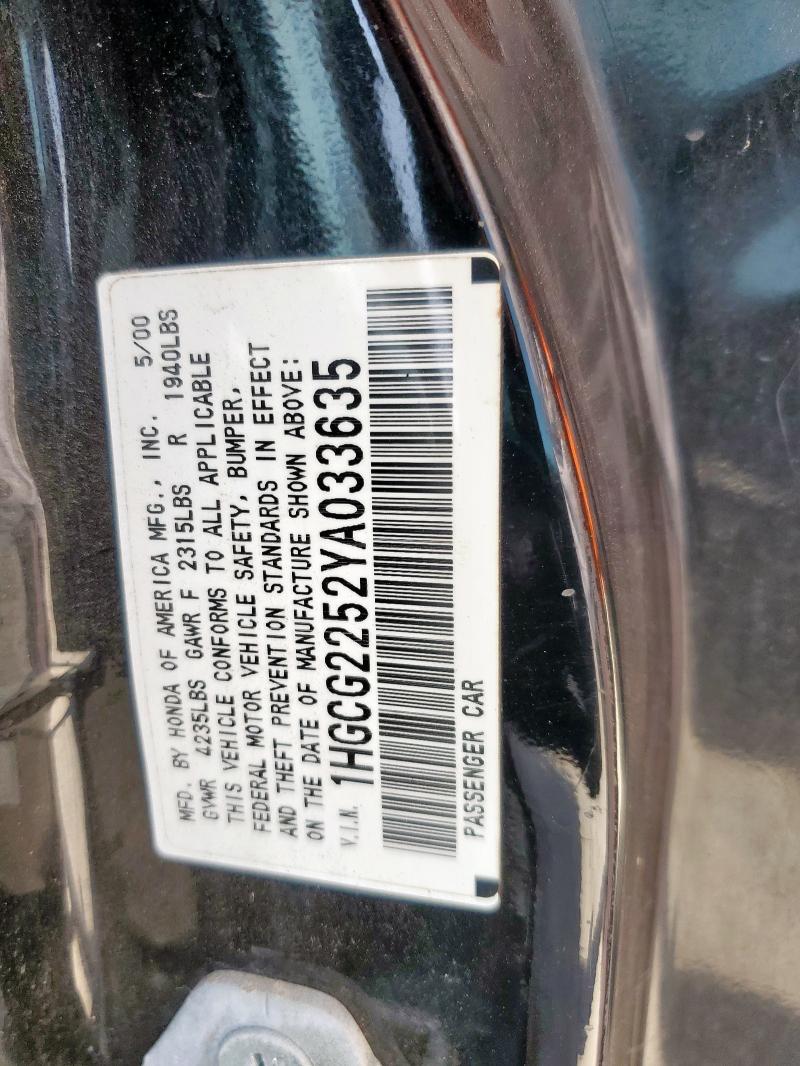 MFD. BY HONDA OF AMERICA MFG., INC. 5/00
GVWR 4235LBS GAWR F 2315LBS R 1940LBS
THIS VEHICLE CONFORMS TO ALL APPLICABLE
FEDERAL MOTOR VEHICLE SAFETY, BUMPER,
AND THEFT PREVENTION STANDARDS IN EFFECT
ON THE DATE OF MANUFACTURE SHOWN ABOVE:
V.I.N. 1HGCG2252YA033635
PASSENGER CAR